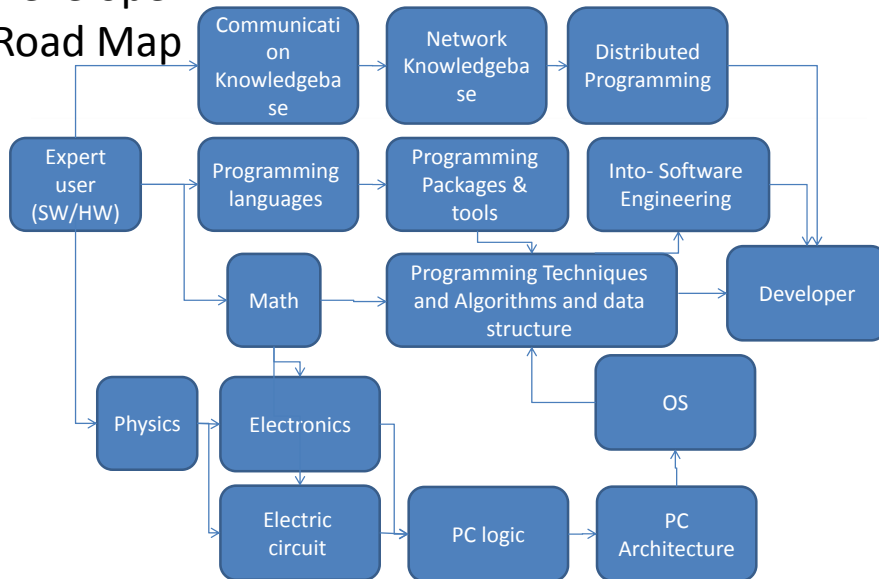 Road Map
Communicati
on
Knowledgeba
se
Network
Knowledgeba
se
Distributed
Programming
Expert
user
(SW/HW)
Programming
languages
Programming
Packages &
tools
Into- Software
Engineering
Math
Programming Techniques
and Algorithms and data
structure
Developer
Physics
Electronics
OS
Electric
circuit
PC logic
PC
Architecture